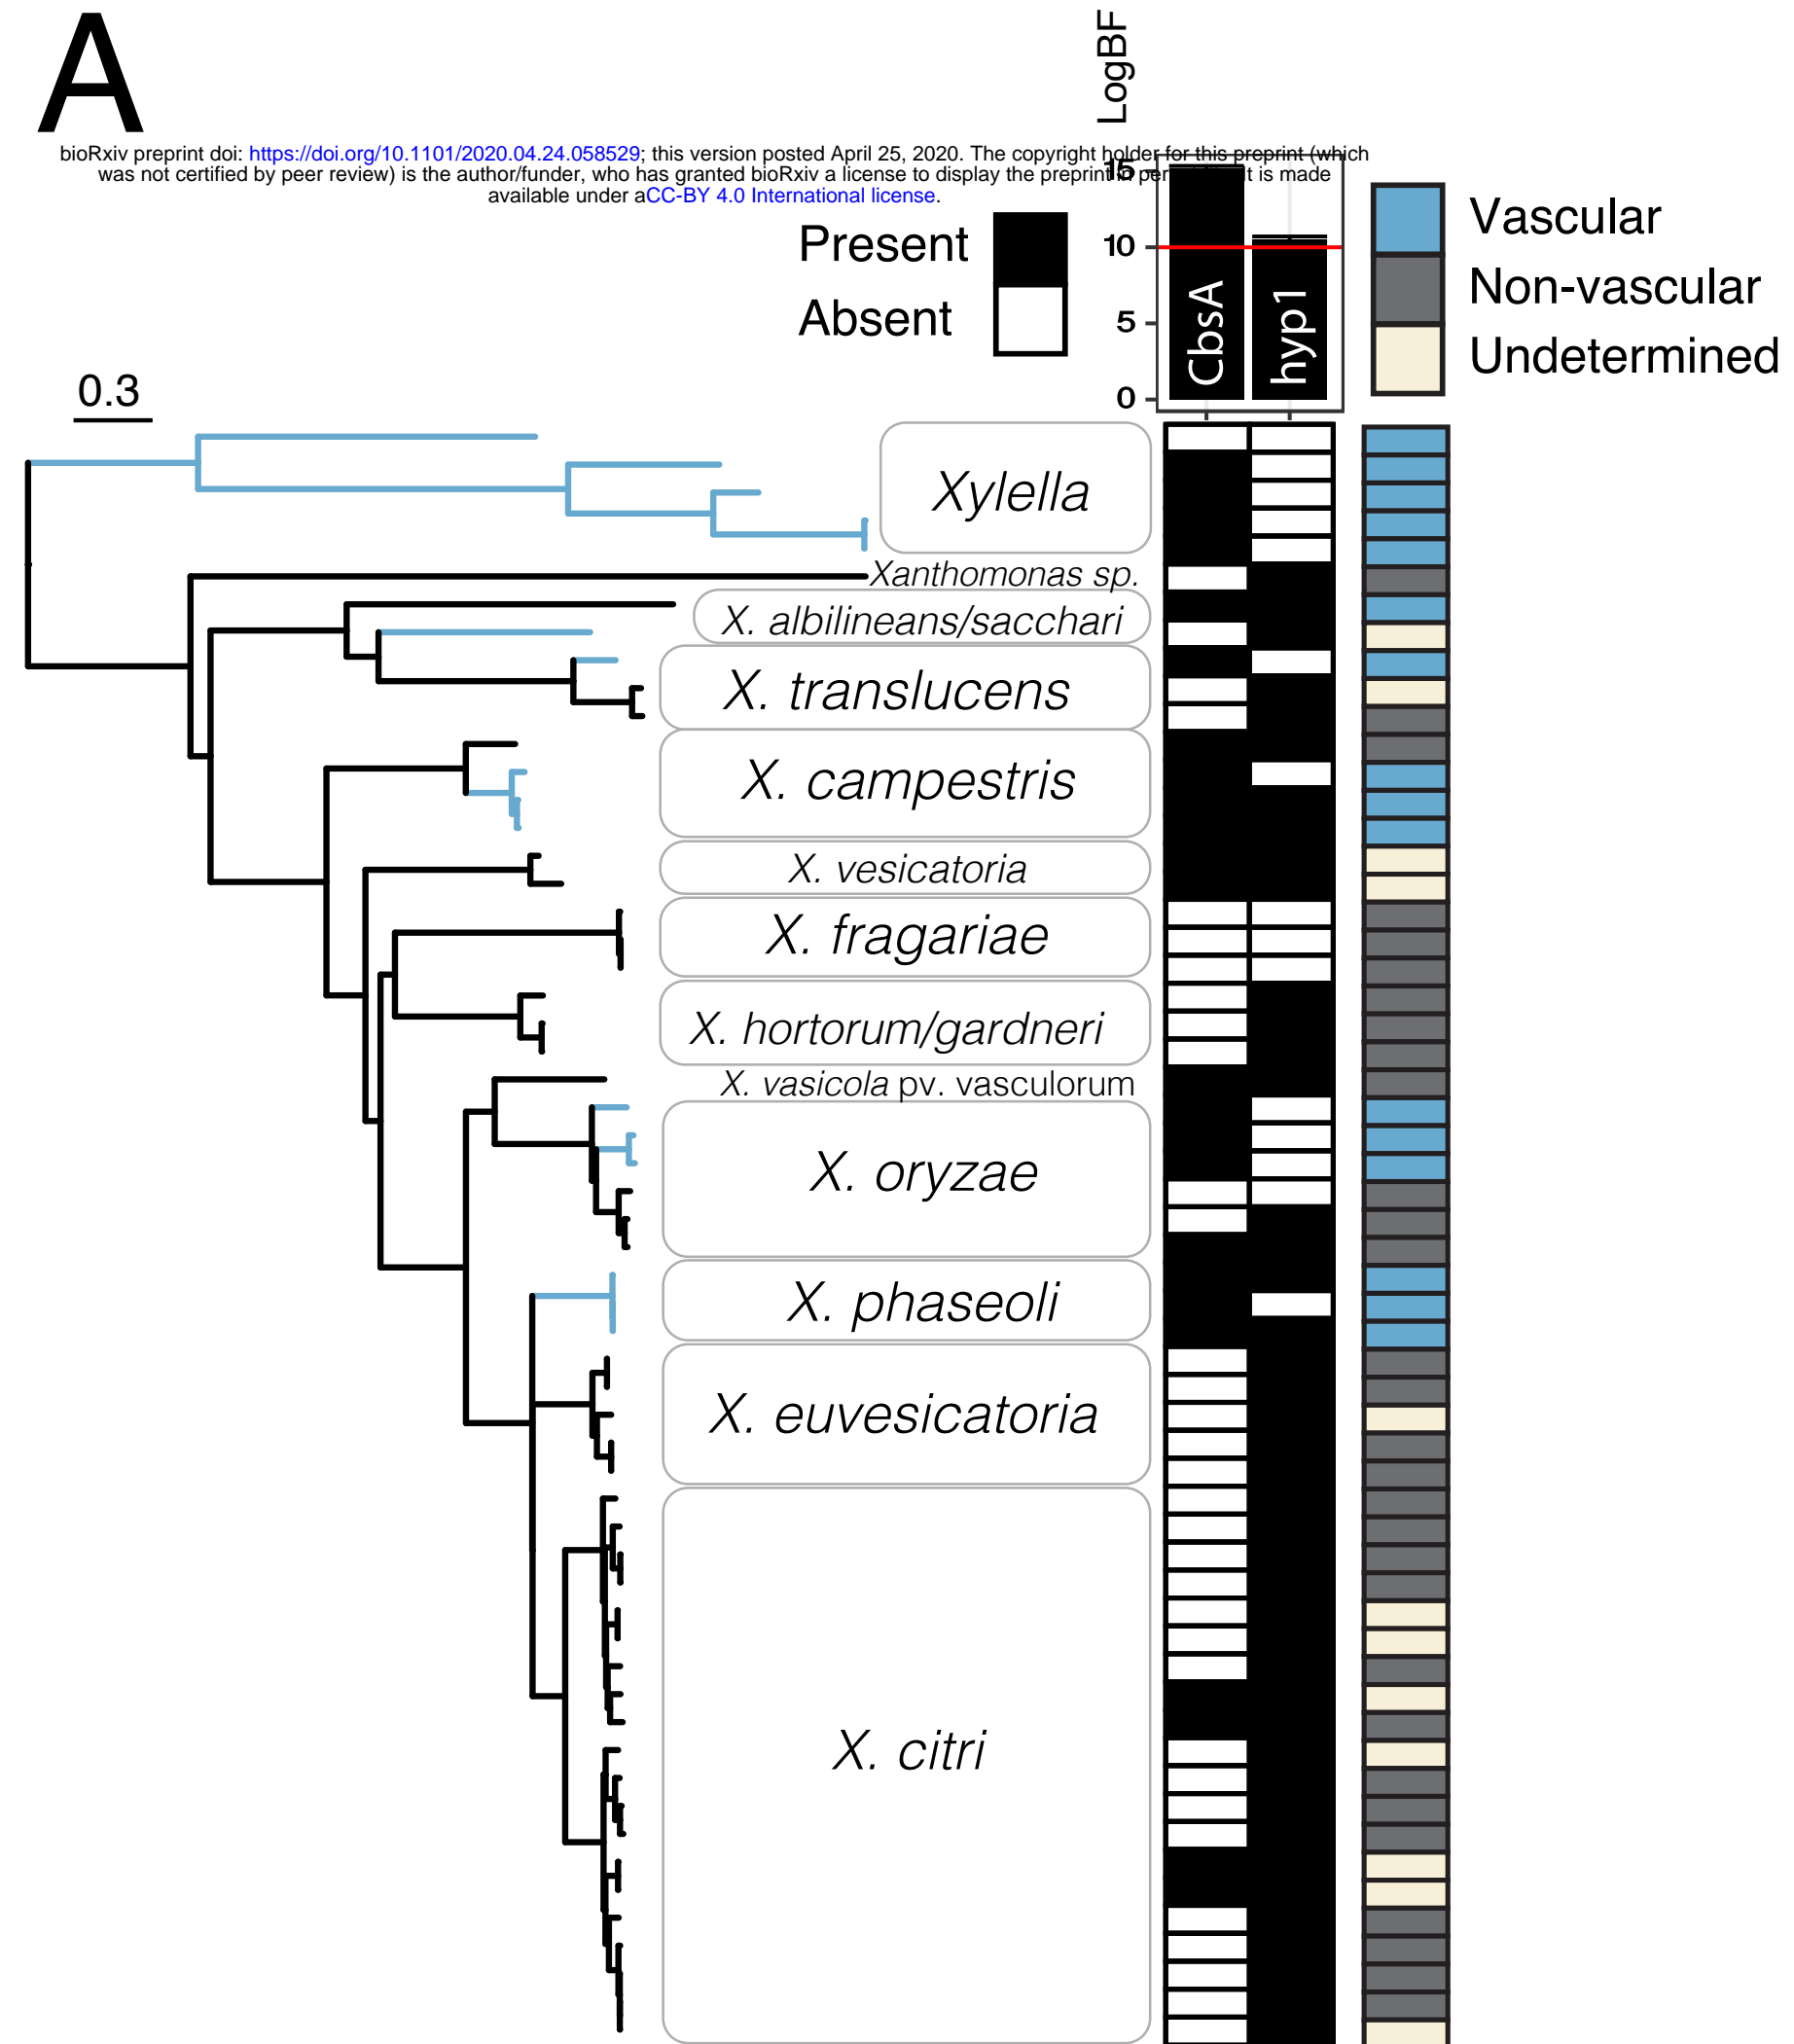 A
LogBF
bioRxiv preprint doi: https://doi.org/10.1101/2020.04.24.058529; this version posted April 25, 2020. The copyright holder for this preprint (which
was not certified by peer review) is the author/funder, who has granted bioRxiv a license to display the preprint in It is made
available under aCC-BY 4.0 International license.
15
10
5
0
Present
Absent
CbsA
hyp1
Vascular
Non-vascular
Undetermined
0.3
Xylella
Xanthomonas sp.
X. albilineans/sacchari
X. translucens
X. campestris
X. vesicatoria
X. fragariae
X. hortorum/gardneri
X. vasicola pv. vasculorum
X. oryzae
X. phaseoli
X. euvesicatoria
X. citri